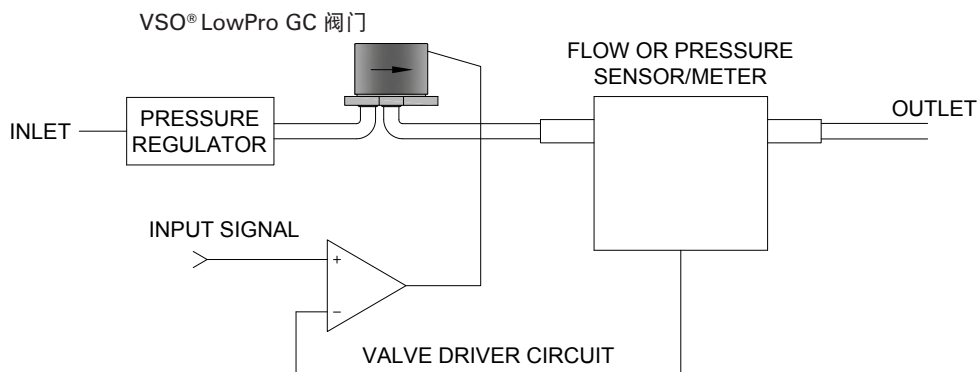 VSO® LowPro GC 阀门
FLOW OR PRESSURE
SENSOR/METER
INLET
PRESSURE
REGULATOR
OUTLET
INPUT SIGNAL
+
−
VALVE DRIVER CIRCUIT